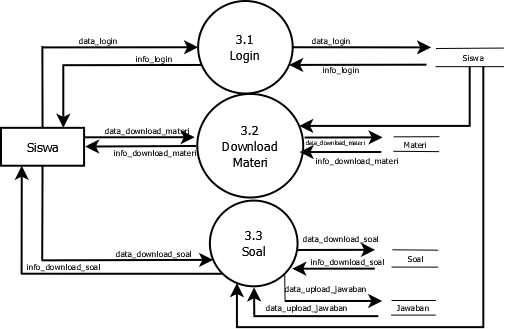 3.1
Login
data_login
data_login
info_login
info_login
Siswa
3.2
Download
Materi
Siswa
data_download_materi
info_download_materi
data_download_materi
Materi
info_download_materi
3.3
Soal
data_download_soal
info_download_soal
data_download_soal
Soal
info_download_soal
data_upload_jawaban
data_upload_jawaban
Jawaban